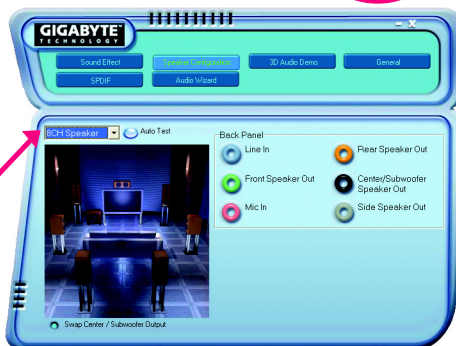 GIGABYTE™
TECHNOLOGY
- X
Sound Effect
Speaker Configuration
3D Audio Demo
General
SPDIF
Audio Wizard
8CH Speaker
Auto Test
Back Panel
Line In
Rear Speaker Out
Front Speaker Out
Center/Subwoofer
Speaker Out
Mic In
Side Speaker Out
Swap Center / Subwoofer Output